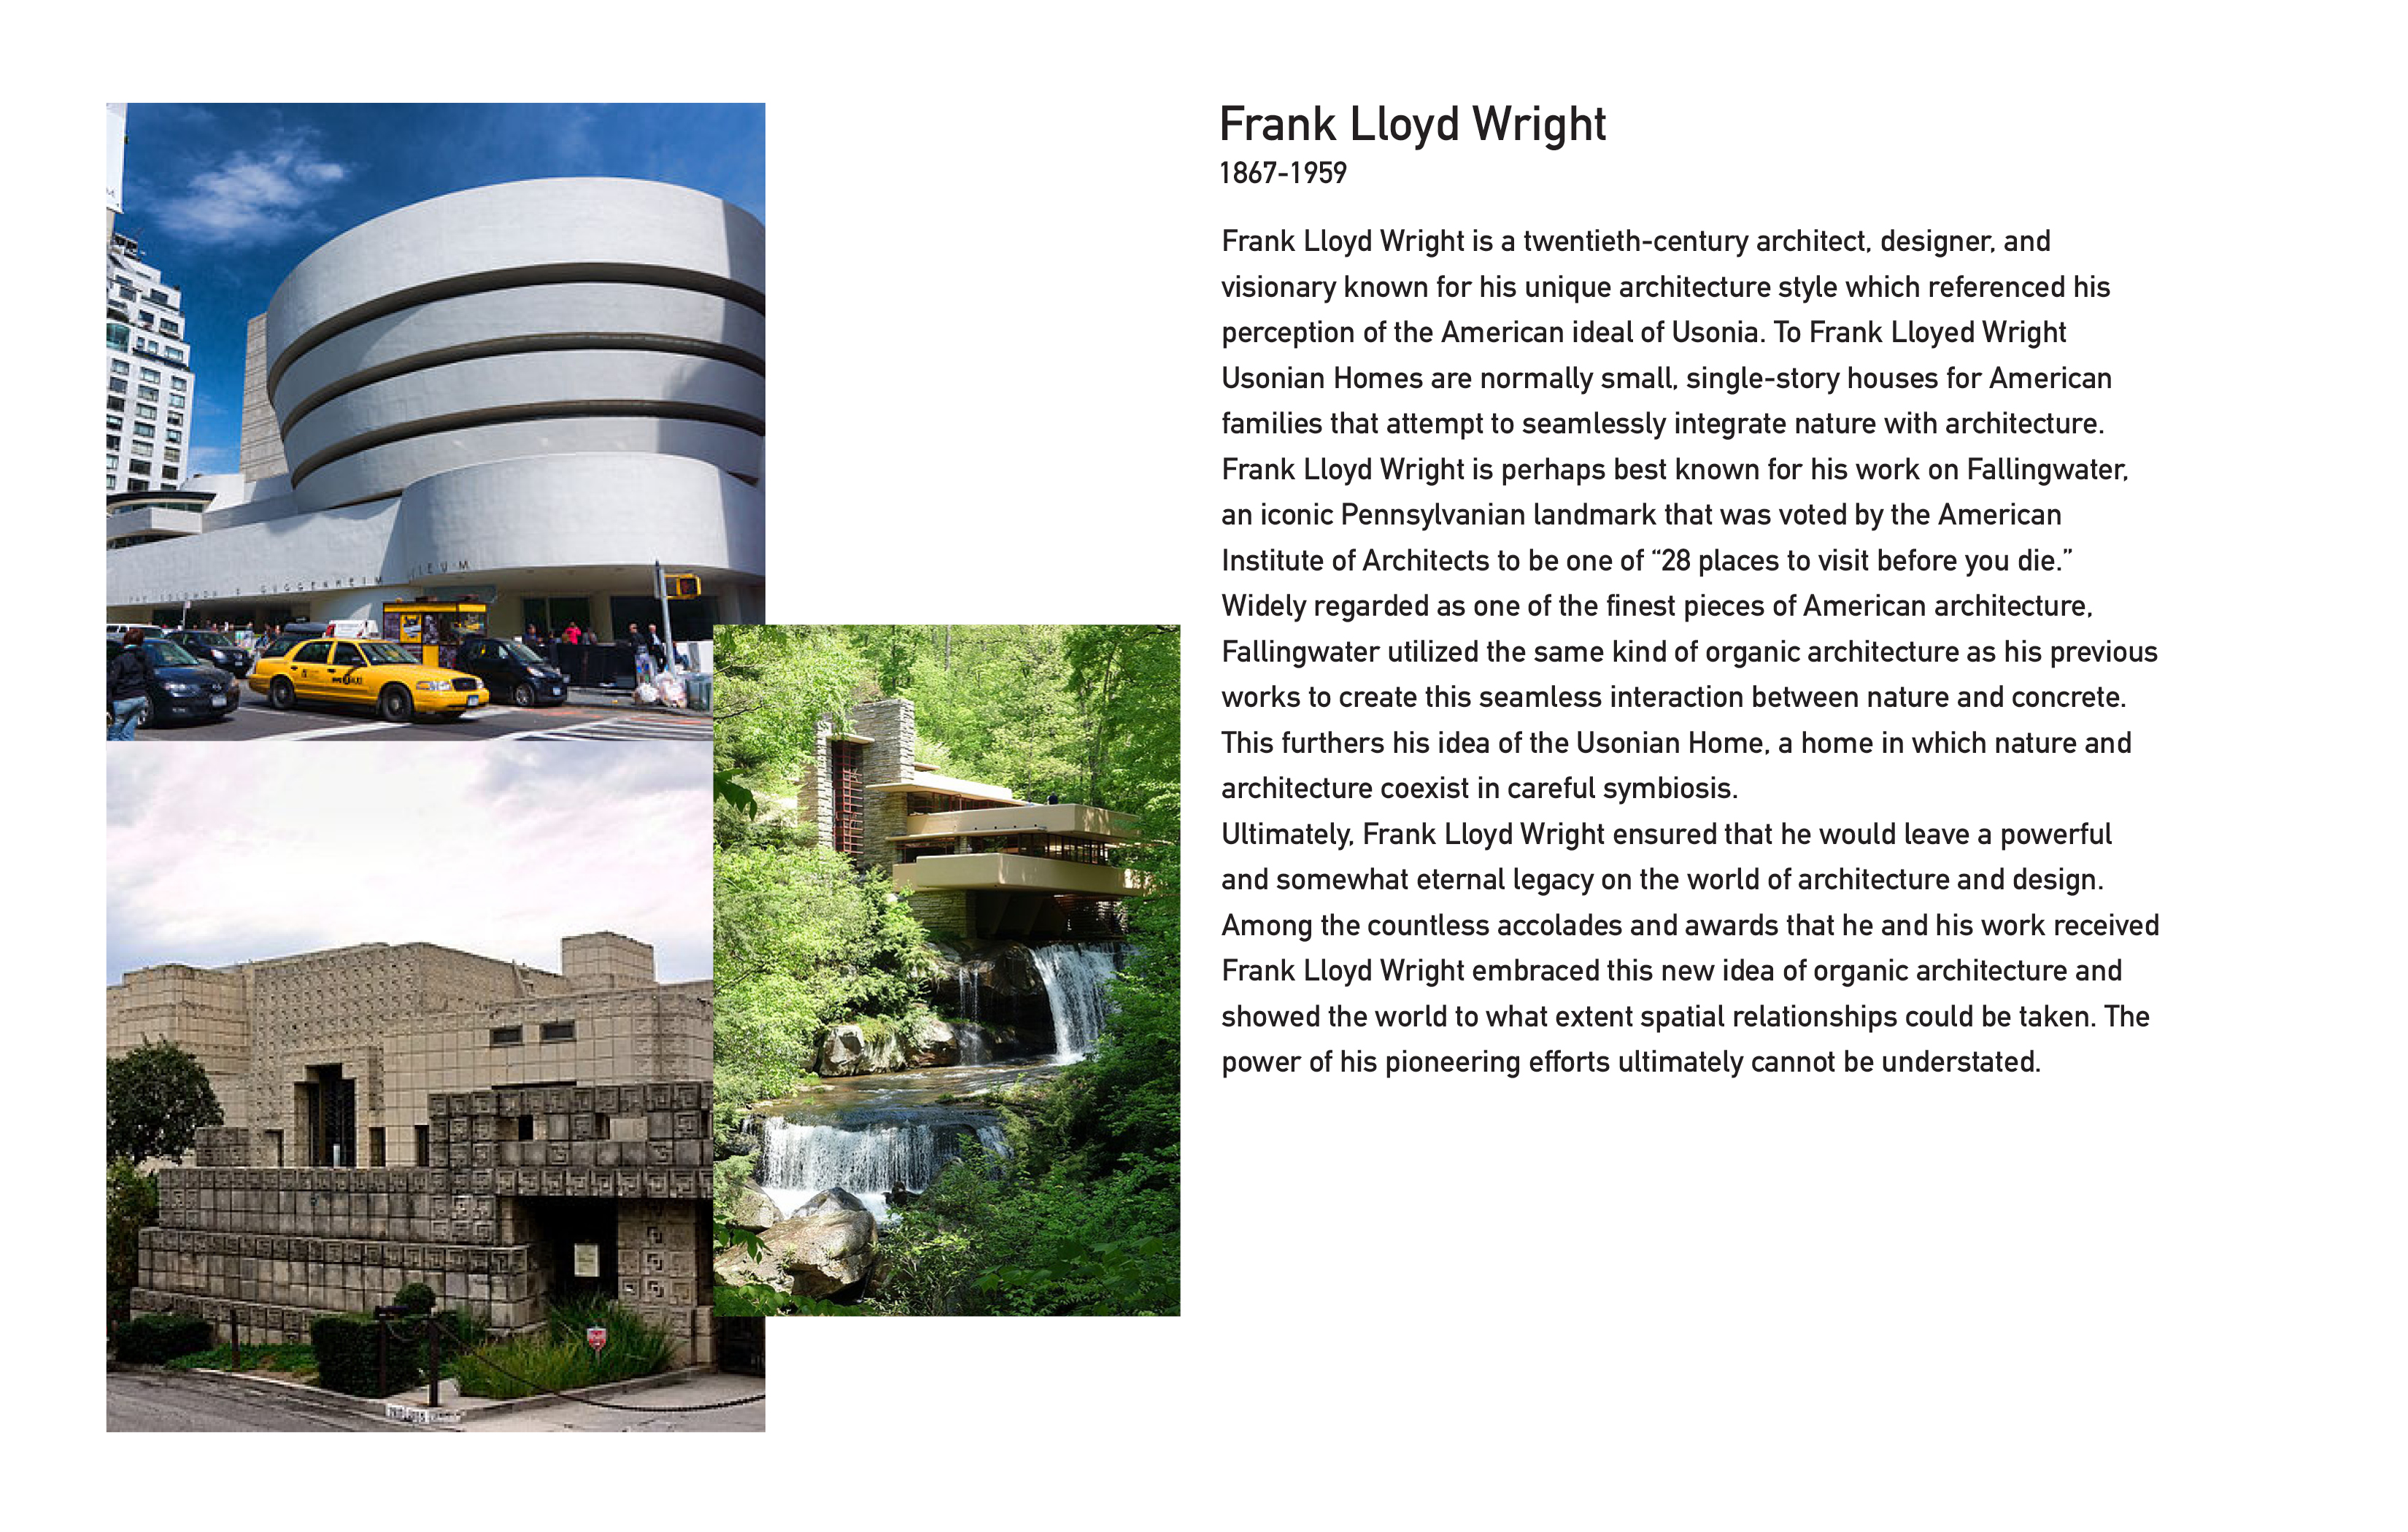 Frank Lloyd Wright
1867-1959
Frank Lloyd Wright is a twentieth-century architect, designer, and
visionary known for his unique architecture style which referenced his
perception of the American ideal of Usonia. To Frank Lloyed Wright
Usonian Homes are normally small, single-story houses for American
families that attempt to seamlessly integrate nature with architecture.
Frank Lloyd Wright is perhaps best known for his work on Fallingwater,
an iconic Pennsylvanian landmark that was voted by the American
Institute of Architects to be one of “28 places to visit before you die.”
Widely regarded as one of the finest pieces of American architecture,
Fallingwater utilized the same kind of organic architecture as his previous
works to create this seamless interaction between nature and concrete.
This furthers his idea of the Usonian Home, a home in which nature and
architecture coexist in careful symbiosis.
Ultimately, Frank Lloyd Wright ensured that he would leave a powerful
and somewhat eternal legacy on the world of architecture and design.
Among the countless accolades and awards that he and his work received
Frank Lloyd Wright embraced this new idea of organic architecture and
showed the world to what extent spatial relationships could be taken. The
power of his pioneering efforts ultimately cannot be understated.
GUGGENHEIM